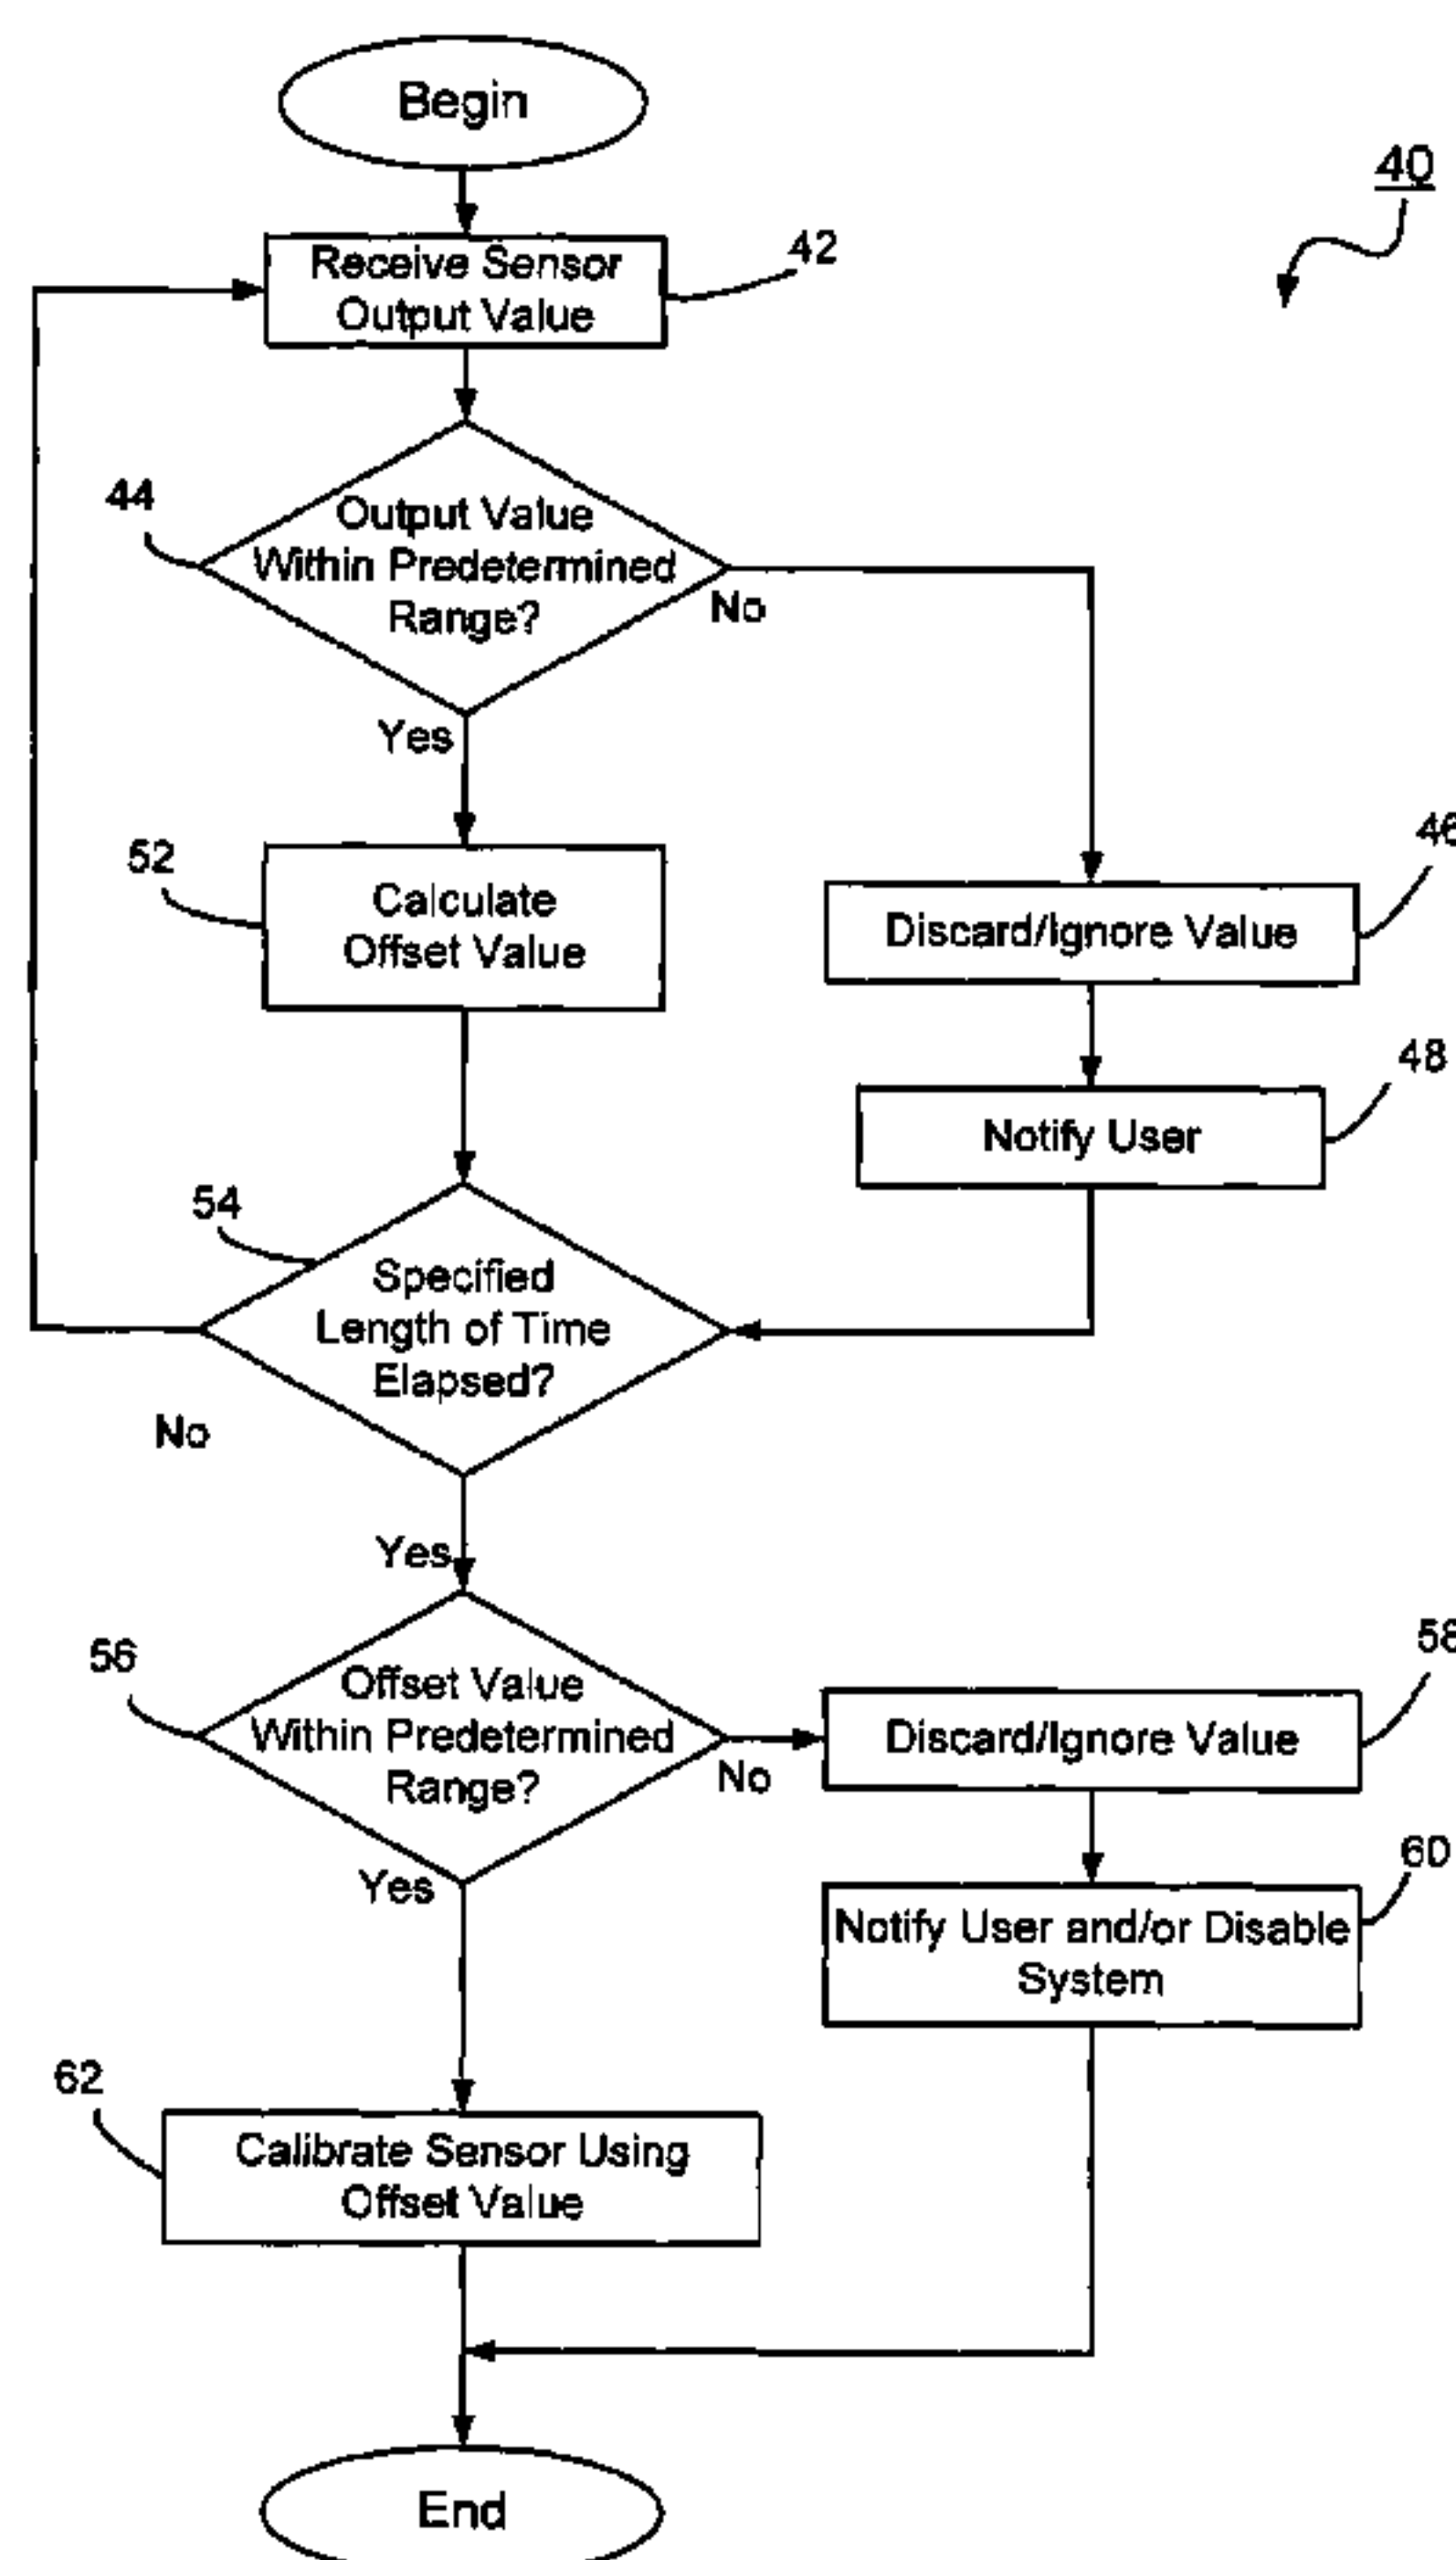 Begin
40
Receive Sensor
Output Value
42
44
Output Value
Within Predetermined
Range?
No
Yes
52
Calculate
Offset Value
46
Discard/Ignore Value
48
Notify User
54
Specified
Length of Time
Elapsed?
No
Yes
56
Offset Value
Within Predetermined
Range?
No
58
Discard/Ignore Value
Yes
60
Notify User and/or Disable
System
62
Calibrate Sensor Using
Offset Value
End